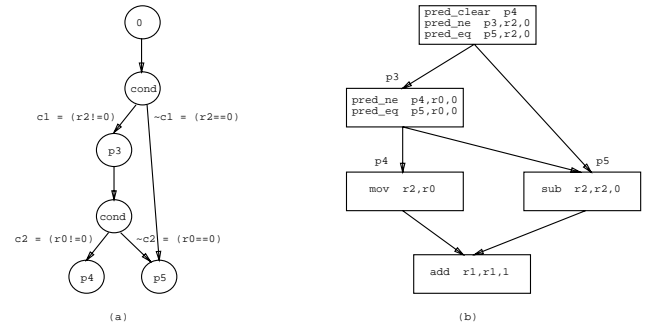 0
cond
c1 = (r2!=0)
~c1 = (r2==0)
p3
cond
c2 = (r0!=0)
~c2 = (r0==0)
p4
p5
(a)
pred_clear p4
pred_ne p3,r2,0
pred_eq p5,r2,0
p3
pred_ne p4,r0,0
pred_eq p5,r0,0
p4
p5
mov r2,r0
sub r2,r2,0
add r1,r1,1
(b)